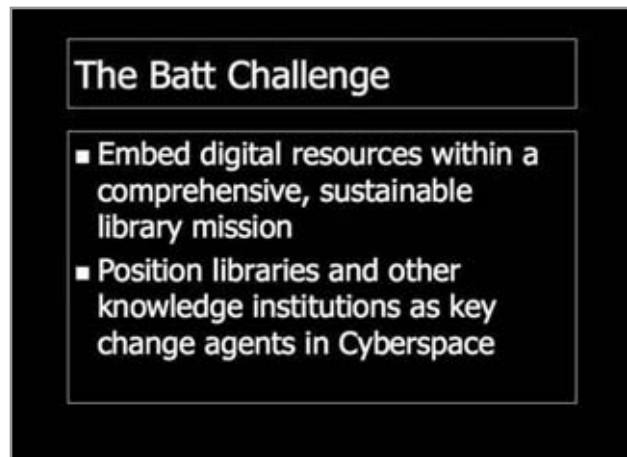 The Batt Challenge
■ Embed digital resources within a
comprehensive, sustainable
library mission
■ Position libraries and other
knowledge institutions as key
change agents in Cyberspace